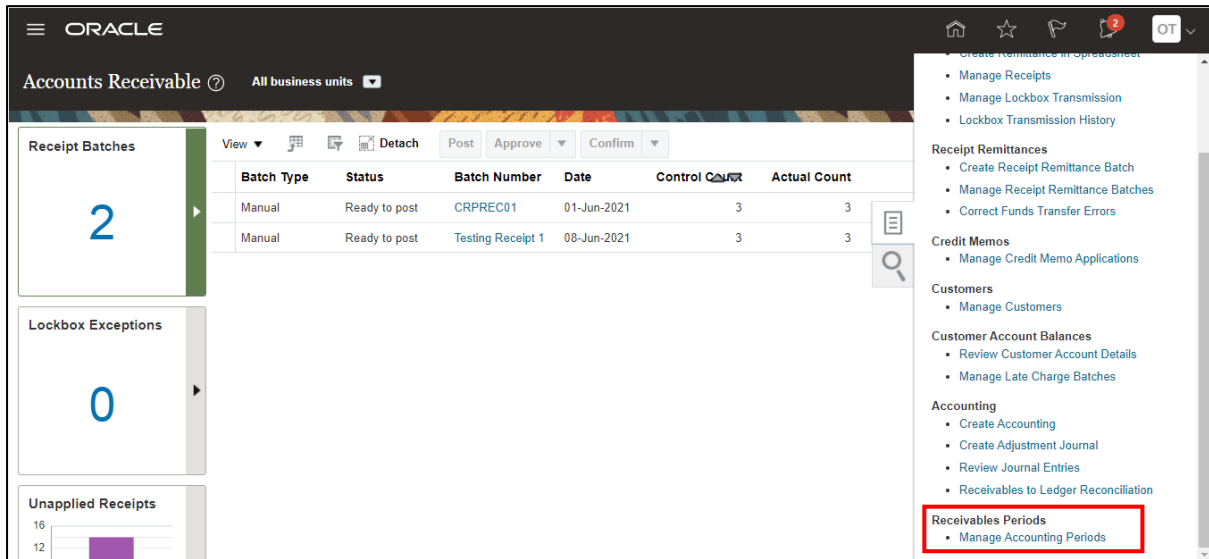 ORACLE
2
OT
Accounts Receivable
All business units
Create Remittance in Spreadsheet
Manage Receipts
Manage Lockbox Transmission
Lockbox Transmission History
Receipt Remittances
Create Receipt Remittance Batch
Manage Receipt Remittance Batches
Correct Funds Transfer Errors
Credit Memos
Manage Credit Memo Applications
Customers
Manage Customers
Customer Account Balances
Review Customer Account Details
Manage Late Charge Batches
Accounting
Create Accounting
Create Adjustment Journal
Review Journal Entries
Receivables to Ledger Reconciliation
Receivables Periods
Manage Accounting Periods
Receipt Batches
2
Lockbox Exceptions
0
Unapplied Receipts
16
12
View Detach Post Approve Confirm
Batch Type Status Batch Number Date Control Count Actual Count
Manual Ready to post CRPREC01 01-Jun-2021 3 3
Manual Ready to post Testing Receipt 1 08-Jun-2021 3 3